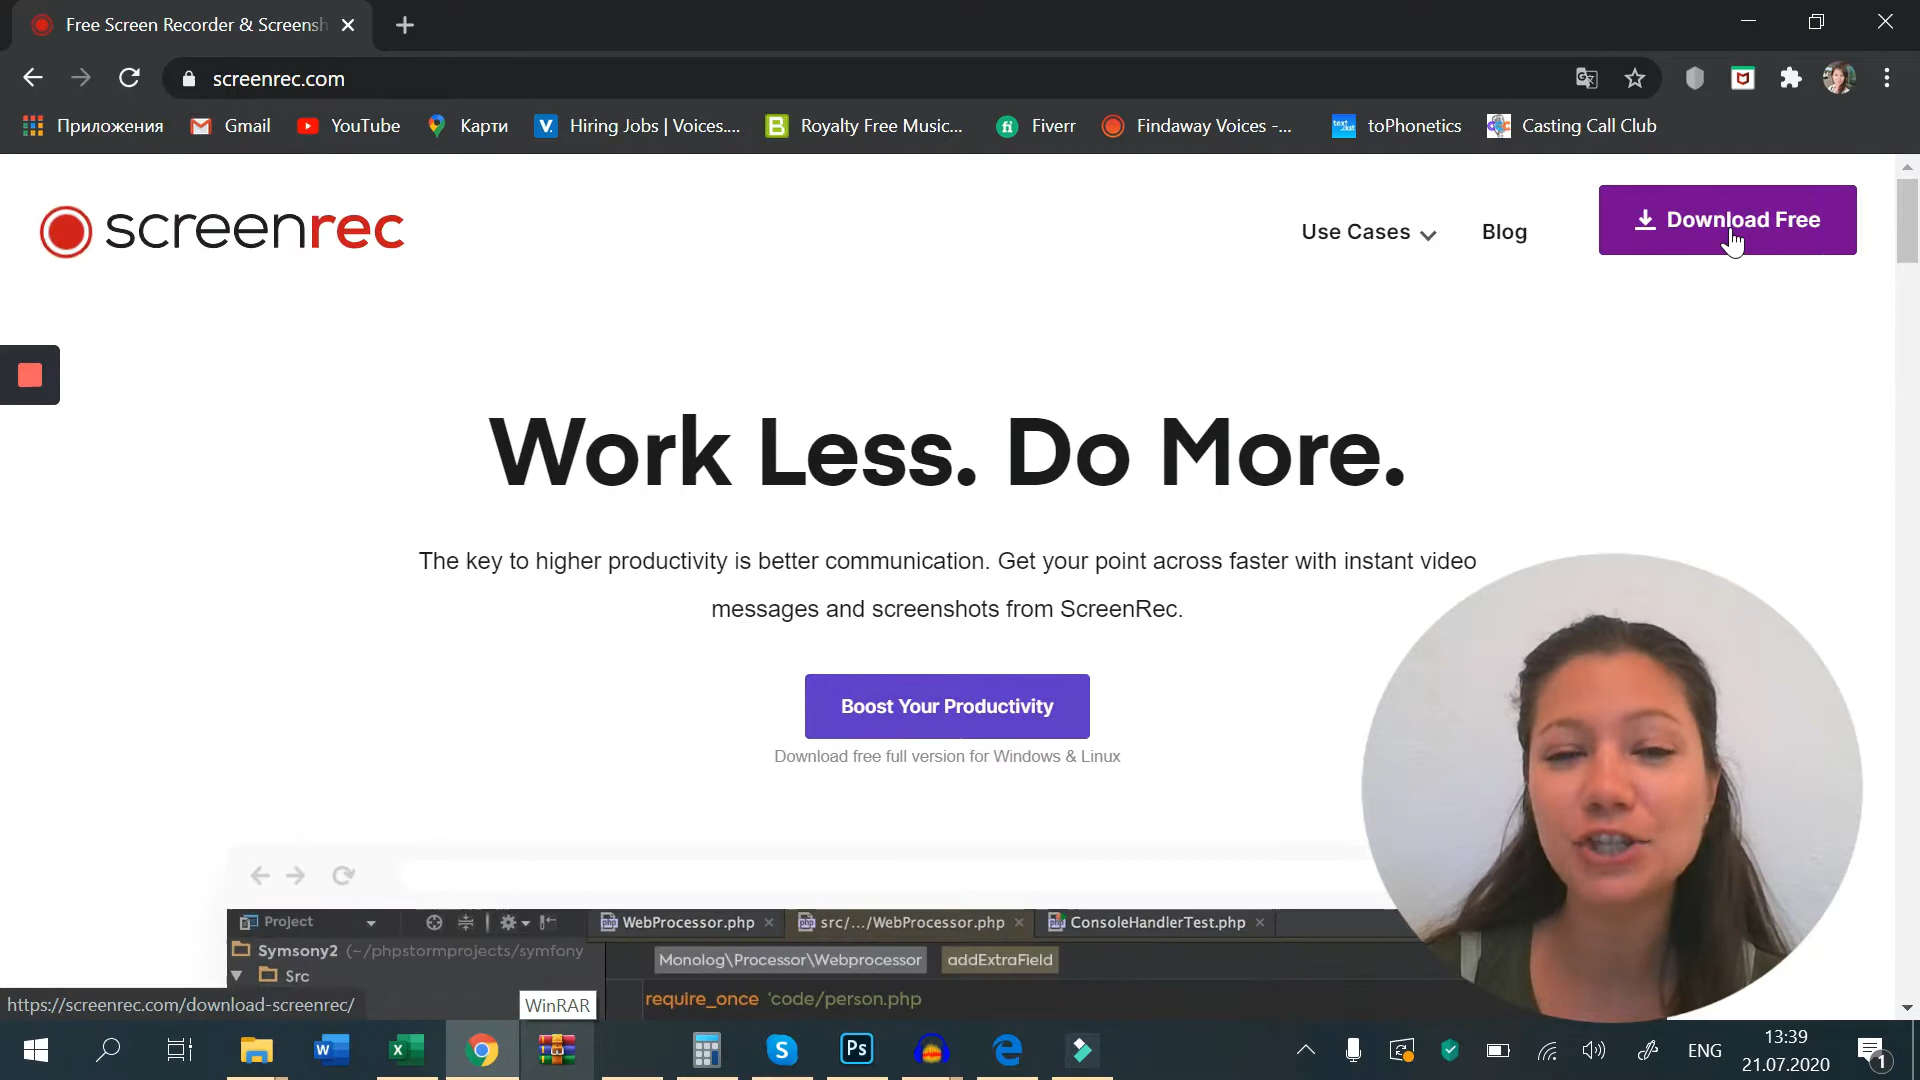 Free Screen Recorder & Screensh
screenrec.com
Приложения
Gmail
YouTube
Карти
Hiring Jobs | Voices....
Royalty Free Music...
Fiverr
Findaway Voices -...
toPhonetics
Casting Call Club
screenrec
Use Cases
Blog
Download Free
Work Less. Do More.
The key to higher productivity is better communication. Get your point across faster with instant video
messages and screenshots from ScreenRec.
Boost Your Productivity
Download free full version for Windows & Linux
Project
WebProcessor.php
src/.../WebProcessor.php
ConsoleHandlerTest.php
Symsony2 (~/phpstormprojects/symfony
Monolog\Processor\Webprocessor
addExtraField
Src
require_once 'code/person.php
https://screenrec.com/download-screenrec/
WinRAR
ENG
13:39
21.07.2020
1